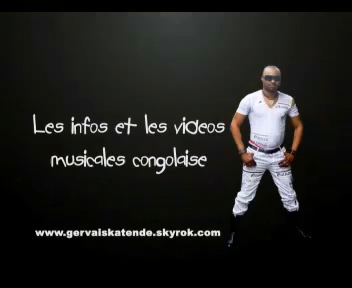 Les infos et les videos
musicales congolaise
www.gervaiskatende.skyrok.com